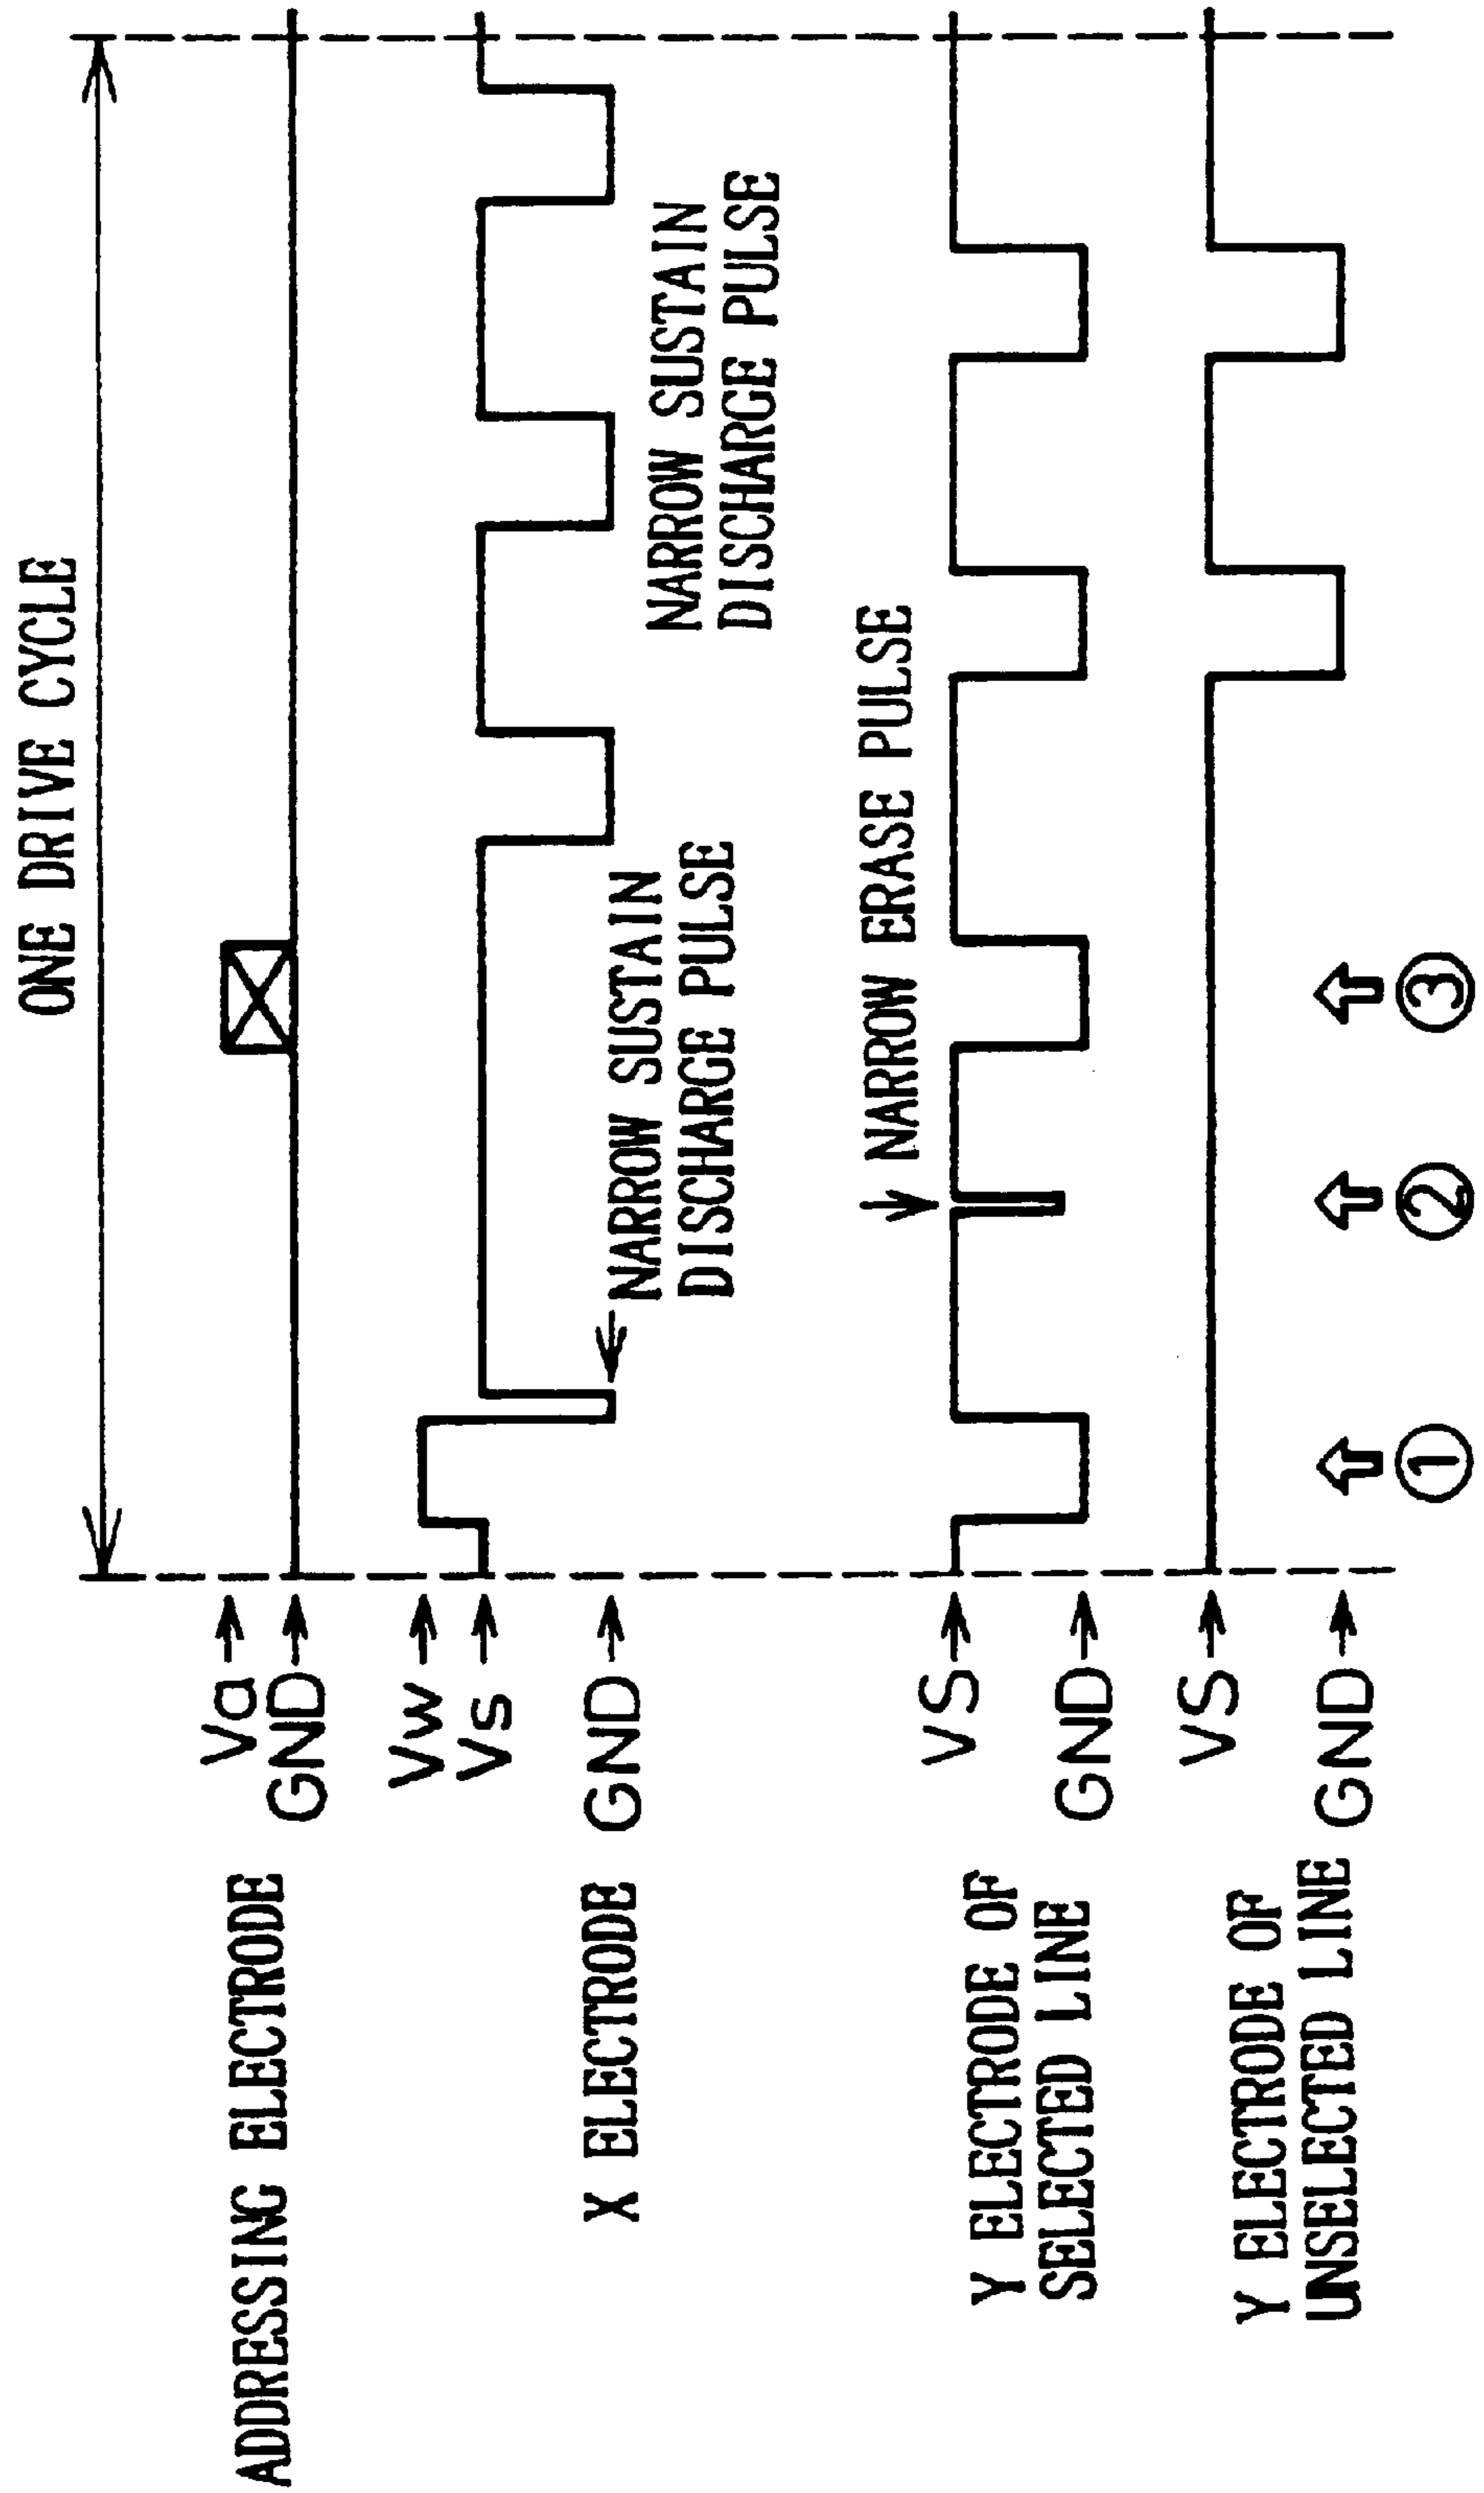 ONE DRIVE CYCLE
ADDRESSING ELECTRODE
Va
GND
X ELECTRODE
Vw
Vs
GND
NARROW SUSTAIN
DISCHARGE PULSE
NARROW SUSTAIN
DISCHARGE PULSE
NARROW ERASE PULSE
Y ELECTRODE OF
SELECTED LINE
VS
GND
Y ELECTRODE OF
UNSELECTED LINE
VS
GND
① ② ③